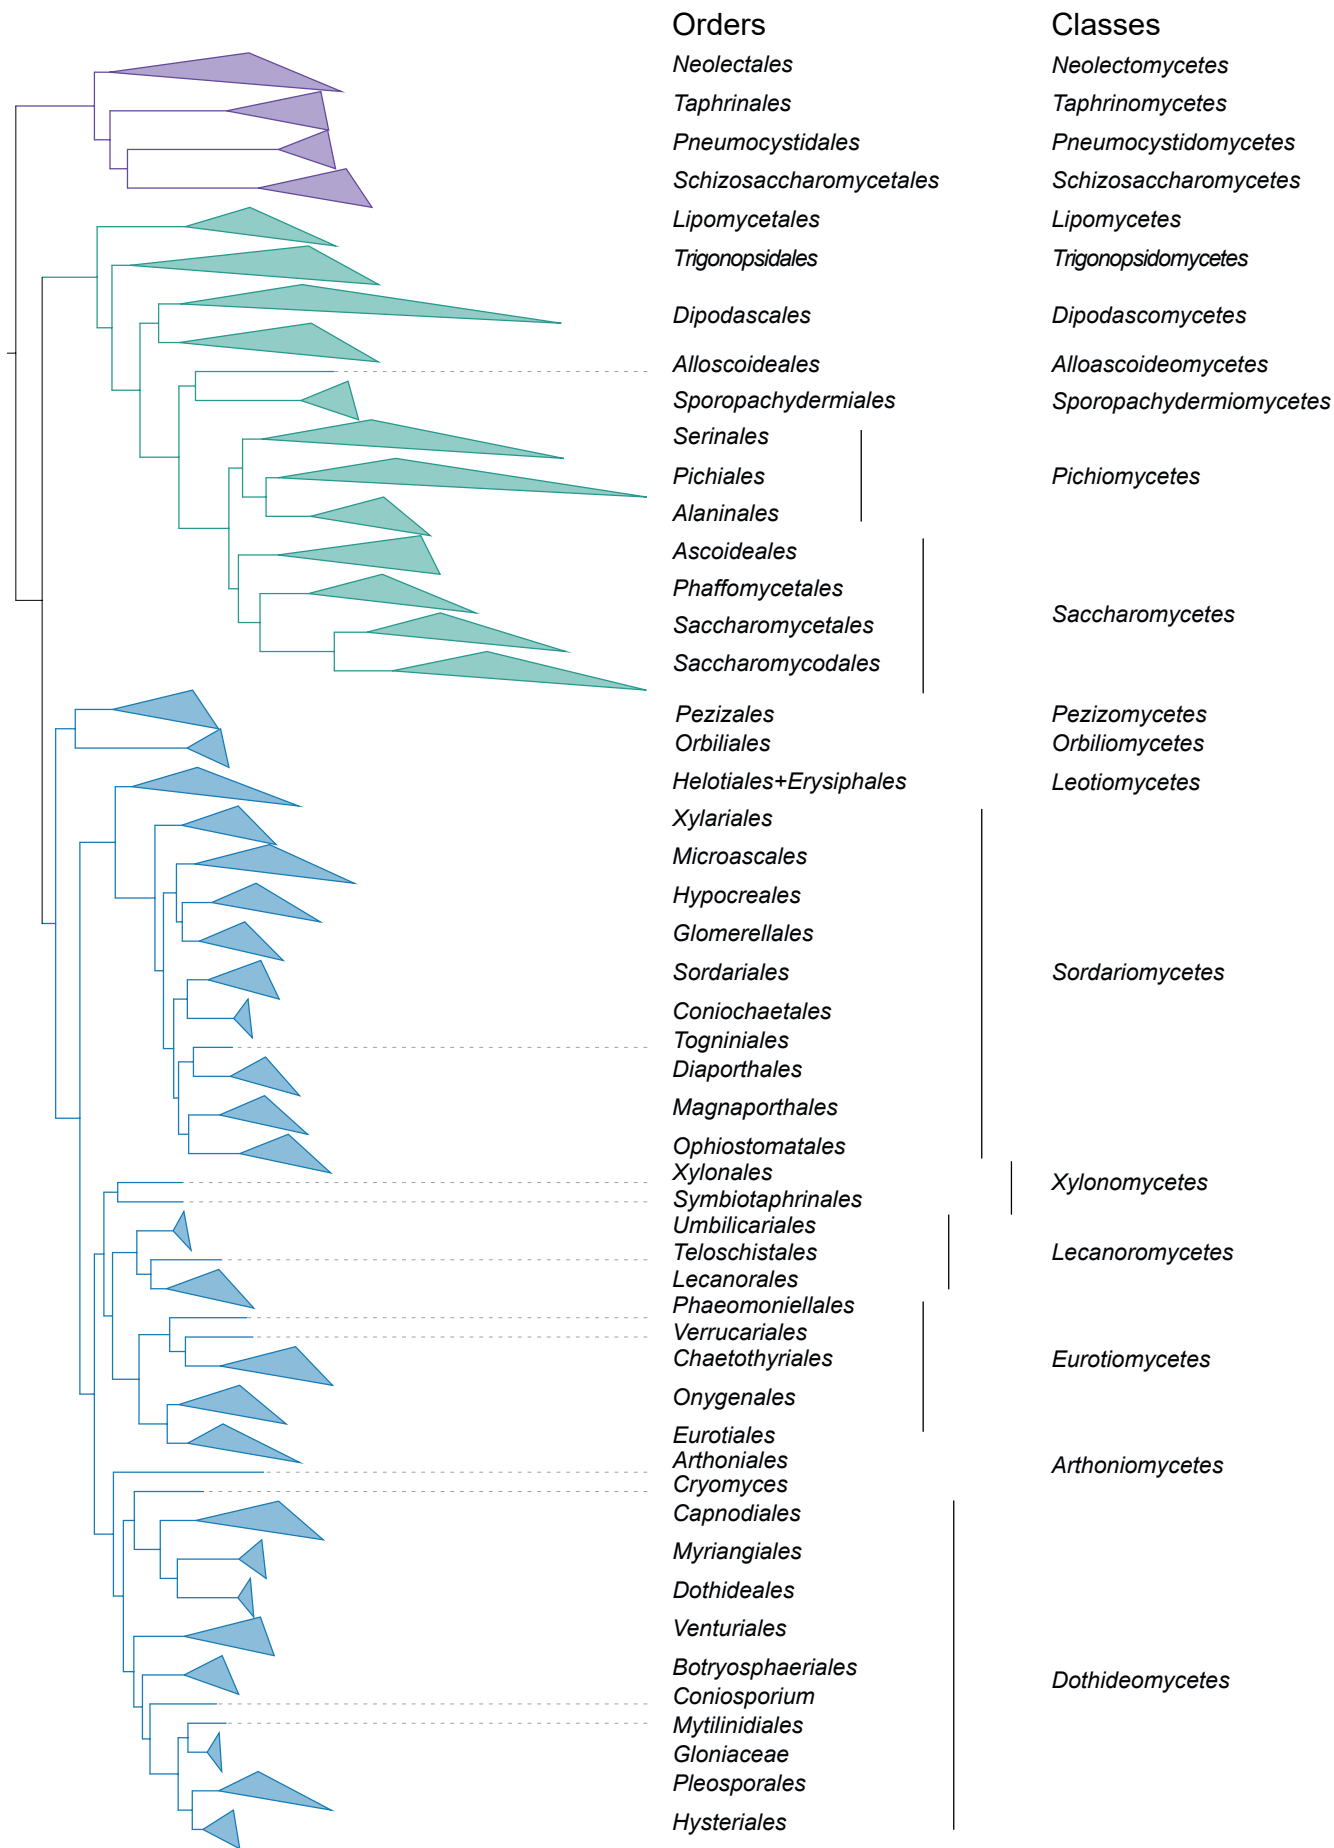 Orders Classes
Neolectales Neolectomycetes
Taphrinales Taphrinomycetes
Pneumocystidales Pneumocystidomycetes
Schizosaccharomycetales Schizosaccharomycetes
Lipomycetales Lipomycetes
Trigonopsidales Trigonopsidomycetes
Dipodascales Dipodascomycetes
Alloscoideales Alloascoideomycetes
Sporopachydermiales Sporopachydermiomycetes
Serinales
Pichiales Pichiomycetes
Alaninales
Ascoideales
Phaffomycetales
Saccharomycetes
Saccharomycetales
Saccharomycodales
Pezizales Pezizomycetes
Orbiliales Orbiliomycetes
Helotiales+Erysiphales Leotiomycetes
Xylariales
Microascales
Hypocreales
Glomerellales
Sordariales Sordariomycetes
Coniochaetales
Togniniales
Diaporthales
Magnaporthales
Ophiostomatales
Xylonales
Xylonomycetes
Symbiotaphrinales
Umbilicariales
Teloschistales Lecanoromycetes
Lecanorales
Phaeomoniellales
Verrucariales
Chaetothyriales Eurotiomycetes
Onygenales
Eurotiales
Arthoniales Arthoniomycetes
Cryomyces
Capnodiales
Myriangiales
Dothideales
Venturiales
Botryosphaeriales
Dothideomycetes
Coniosporium
Mytilinidiales
Gloniaceae
Pleosporales
Hysteriales